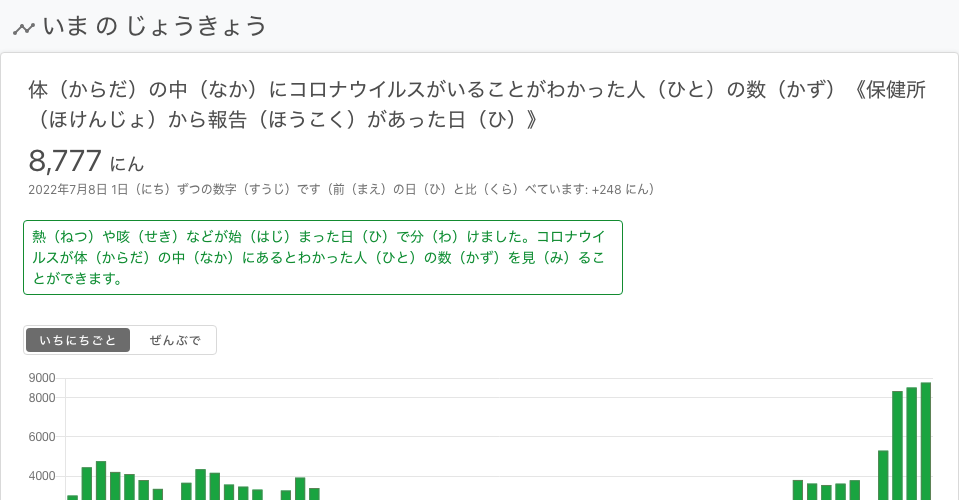 いま の じょうきょう
体（からだ）の中（なか）にコロナウイルスがいることがわかった人（ひと）の数（かず）《保健所
（ほけんじょ）から報告（ほうこく）があった日（ひ）》
8,777 にん
2022年7月8日 1日（にち）ずつの数字（すうじ）です（前（まえ）の日（ひ）と比（くら）べています: +248 にん）
熱（ねつ）や咳（せき）などが始（はじ）まった日（ひ）で分（わ）けました。コロナウイ
ルスが体（からだ）の中（なか）にあるとわかった人（ひと）の数（かず）を見（み）るこ
とができます。
いちにちごと ぜんぶで
9000
8000
6000
4000